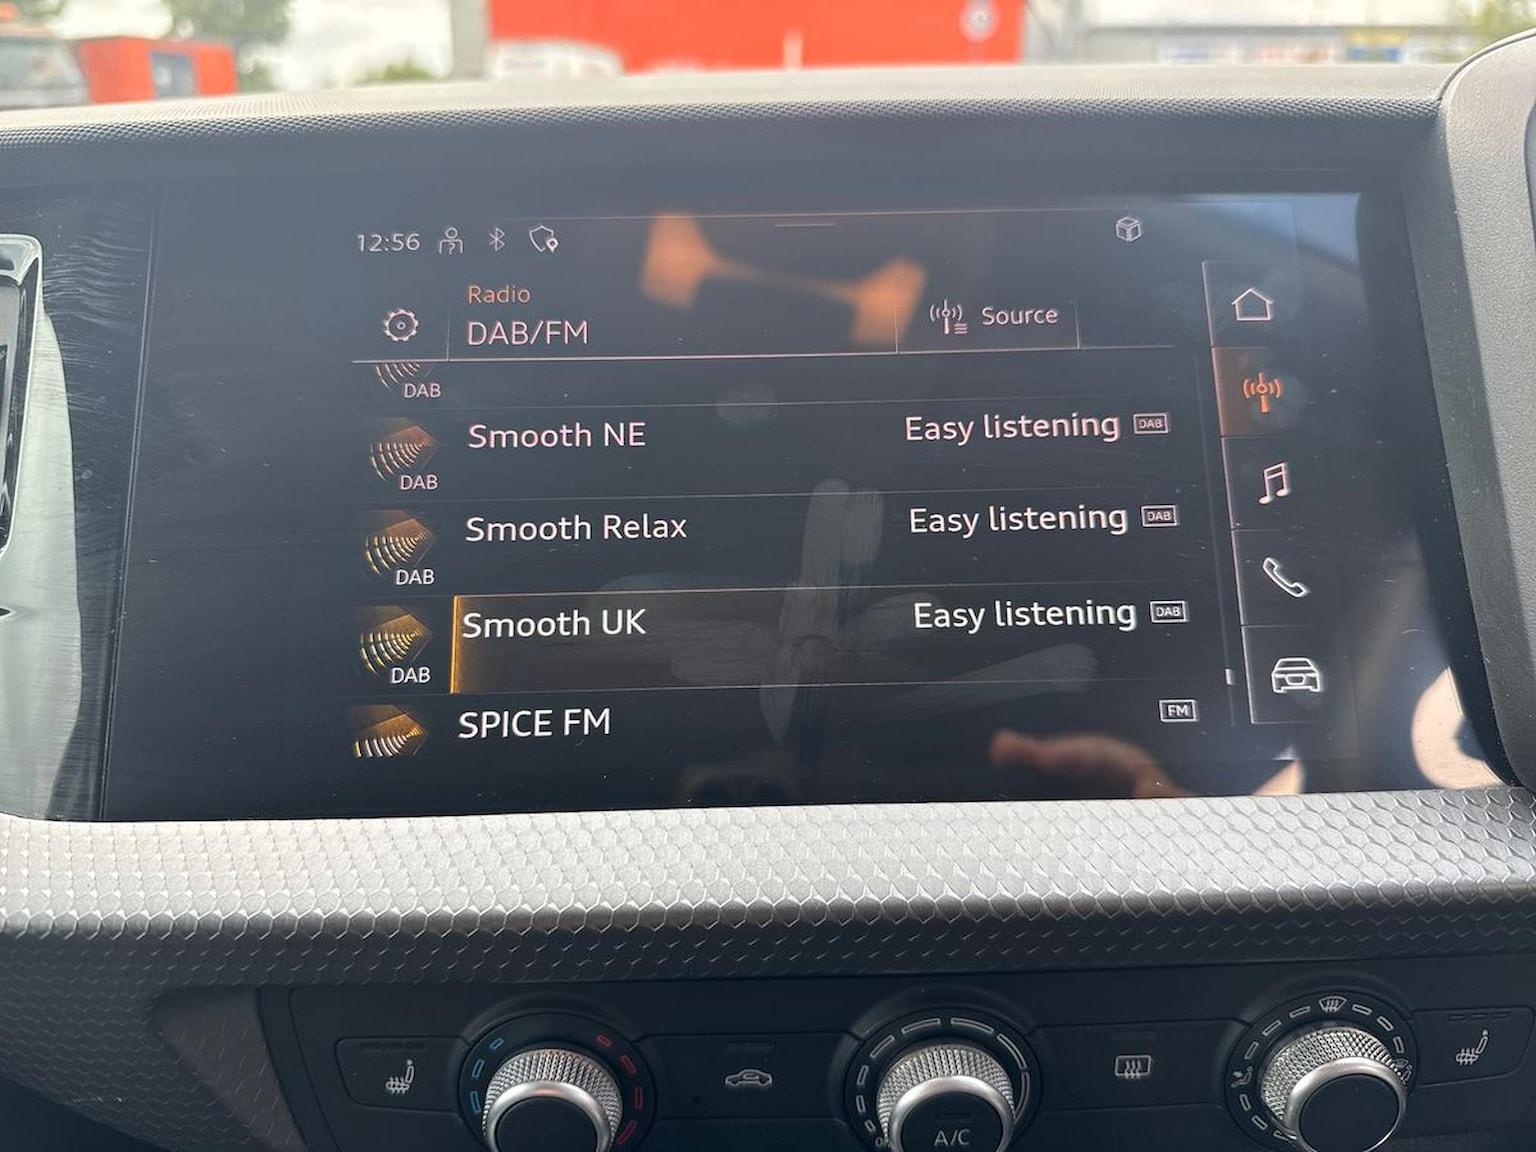 12:56
Radio
DAB/FM
Source
DAB
Smooth NE
Easy listening DAB
DAB
Smooth Relax
Easy listening DAB
DAB
Smooth UK
Easy listening DAB
DAB
SPICE FM
FM
A/C